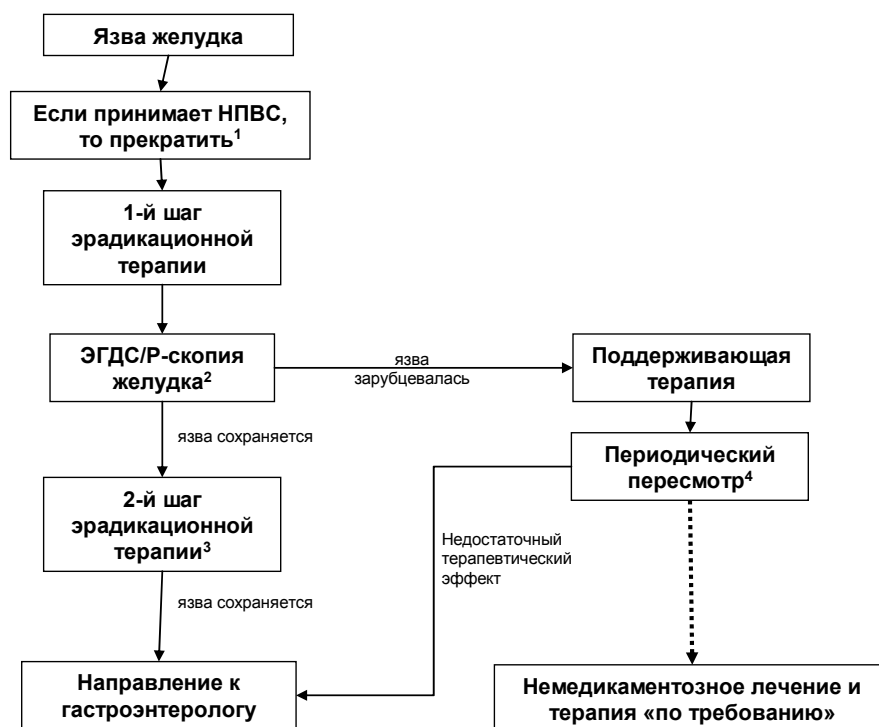 Язва желудка
Если принимает НПВС,
то прекратить¹
1-й шаг
эрадикационной
терапии
ЭГДС/Р-скопия
желудка²
язва
зарубцевалась
Поддерживающая
терапия
язва сохраняется
Периодический
пересмотр⁴
2-й шаг
эрадикационной
терапии³
Недостаточный
терапевтический
эффект
язва сохраняется
Направление к
гастроэнтерологу
Немедикаментозное лечение и
терапия «по требованию»